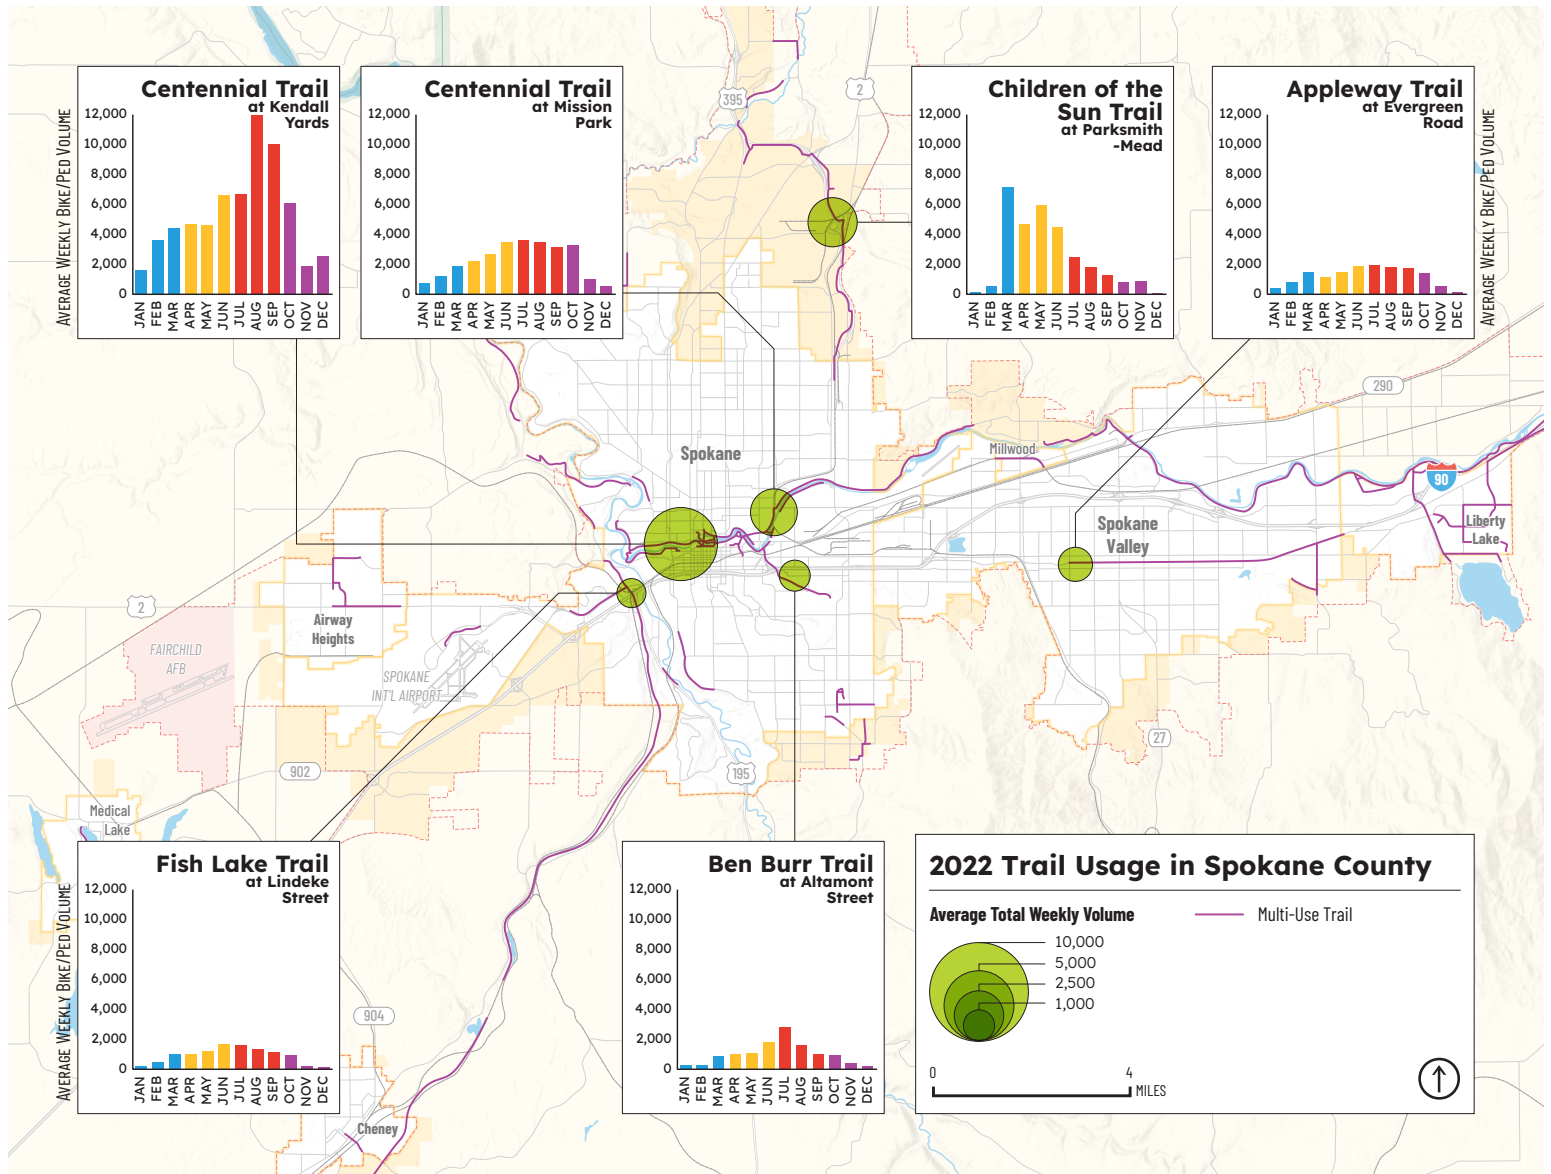 Centennial Trail
at Kendall
Yards
AVERAGE WEEKLY BIKE/PED VOLUME
12,000
10,000
8,000
6,000
4,000
2,000
0
JAN
FEB
MAR
APR
MAY
JUN
JUL
AUG
SEP
OCT
NOV
DEC
Centennial Trail
at Mission
Park
12,000
10,000
8,000
6,000
4,000
2,000
0
JAN
FEB
MAR
APR
MAY
JUN
JUL
AUG
SEP
OCT
NOV
DEC
395
2
Children of the
Sun Trail
at Parksmith
-Mead
12,000
10,000
8,000
6,000
4,000
2,000
0
JAN
FEB
MAR
APR
MAY
JUN
JUL
AUG
SEP
OCT
NOV
DEC
Appleway Trail
at Evergreen
Road
12,000
10,000
8,000
6,000
4,000
2,000
0
JAN
FEB
MAR
APR
MAY
JUN
JUL
AUG
SEP
OCT
NOV
DEC
AVERAGE WEEKLY BIKE/PED VOLUME
290
Spokane
Millwood
90
Spokane
Valley
Liberty
Lake
2
Airway
Heights
FAIRCHILD
AFB
SPOKANE
INT'L AIRPORT
27
902
195
Medical
Lake
Fish Lake Trail
at Lindeke
Street
AVERAGE WEEKLY BIKE/PED VOLUME
12,000
10,000
8,000
6,000
4,000
2,000
0
JAN
FEB
MAR
APR
MAY
JUN
JUL
AUG
SEP
OCT
NOV
DEC
904
Cheney
Ben Burr Trail
at Altamont
Street
12,000
10,000
8,000
6,000
4,000
2,000
0
JAN
FEB
MAR
APR
MAY
JUN
JUL
AUG
SEP
OCT
NOV
DEC
2022 Trail Usage in Spokane County
Average Total Weekly Volume
Multi-Use Trail
10,000
5,000
2,500
1,000
0
4
MILES